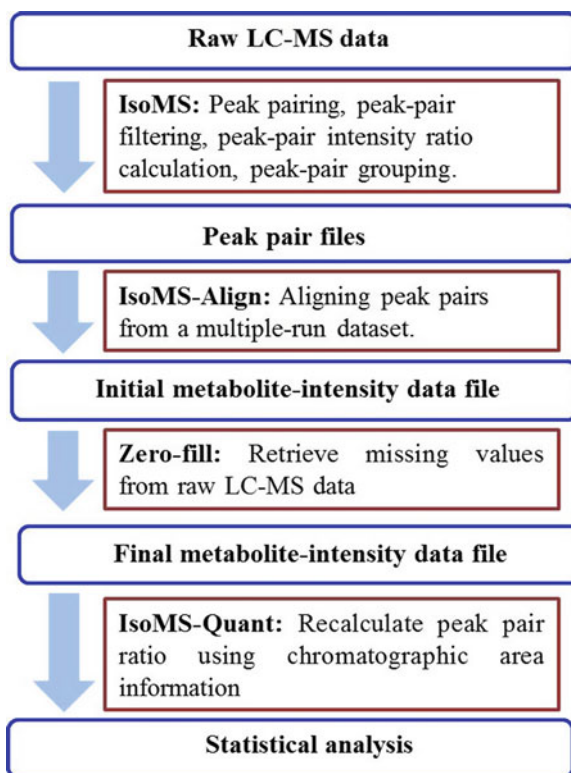 Raw LC-MS data
IsoMS: Peak pairing, peak-pair
filtering, peak-pair intensity ratio
calculation, peak-pair grouping.
Peak pair files
IsoMS-Align: Aligning peak pairs
from a multiple-run dataset.
Initial metabolite-intensity data file
Zero-fill: Retrieve missing values
from raw LC-MS data
Final metabolite-intensity data file
IsoMS-Quant: Recalculate peak pair
ratio using chromatographic area
information
Statistical analysis